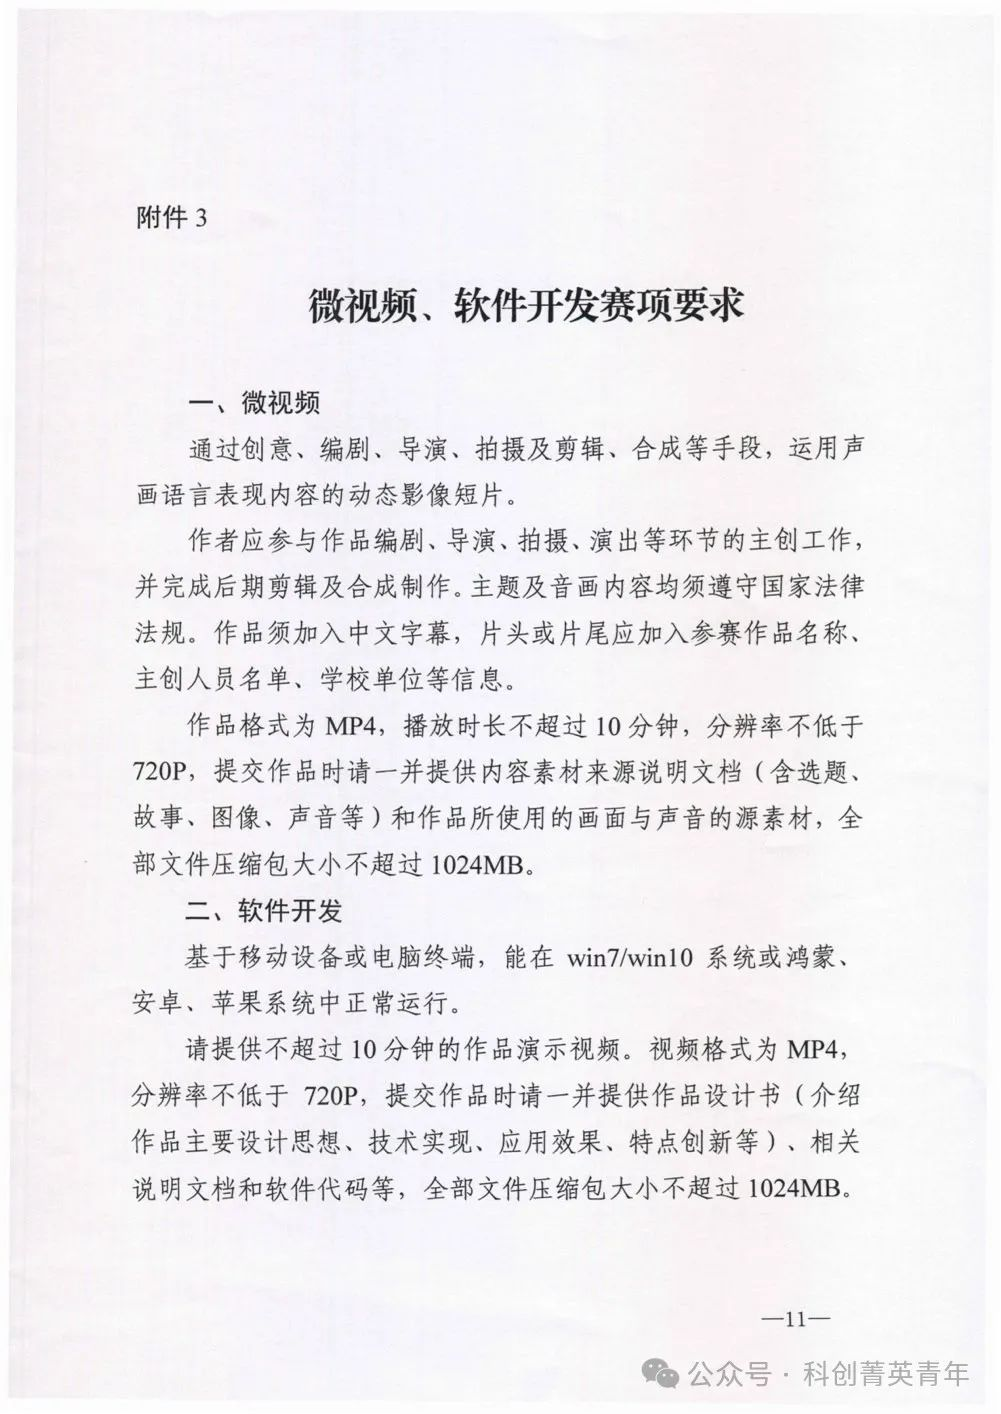 附件 3
微视频、软件开发赛项要求
一、微视频
通过创意、编剧、导演、拍摄及剪辑、合成等手段，运用声
画语言表现内容的动态影像短片。
作者应参与作品编剧、导演、拍摄、演出等环节的主创工作，
并完成后期剪辑及合成制作。主题及音画内容均须遵守国家法律
法规。作品须加入中文字幕，片头或片尾应加入参赛作品名称、
主创人员名单、学校单位等信息。
作品格式为 MP4，播放时长不超过 10 分钟，分辨率不低于
720P，提交作品时请一并提供内容素材来源说明文档（含选题、
故事、图像、声音等）和作品所使用的画面与声音的源素材，全
部文件压缩包大小不超过 1024MB。
二、软件开发
基于移动设备或电脑终端，能在 win7/win10 系统或鸿蒙、
安卓、苹果系统中正常运行。
请提供不超过 10 分钟的作品演示视频。视频格式为 MP4，
分辨率不低于 720P，提交作品时请一并提供作品设计书（介绍
作品主要设计思想、技术实现、应用效果、特点创新等）、相关
说明文档和软件代码等，全部文件压缩包大小不超过 1024MB。
—11—
公众号 · 科创菁英青年